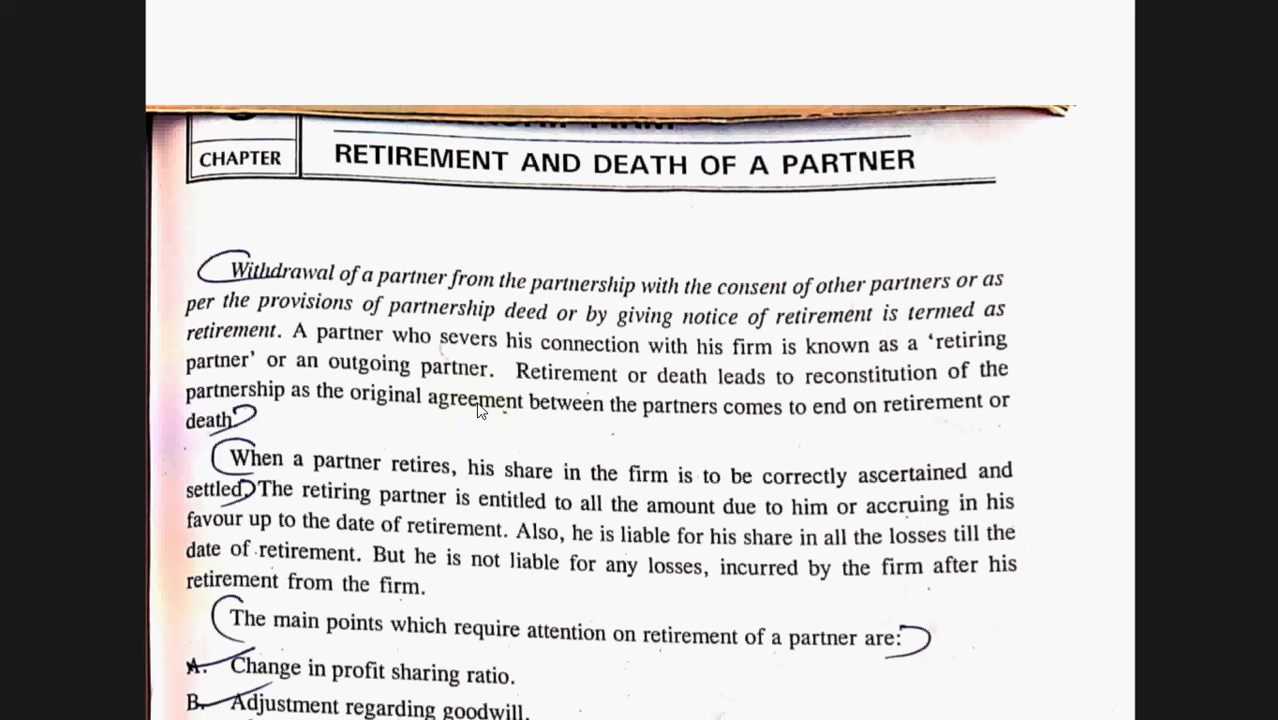 CHAPTER
RETIREMENT AND DEATH OF A PARTNER
Withdrawal of a partner from the partnership with the consent of other partners or as
per the provisions of partnership deed or by giving notice of retirement is termed as
retirement. A partner who severs his connection with his firm is known as a ‘retiring
partner’ or an outgoing partner. Retirement or death leads to reconstitution of the
partnership as the original agreement between the partners comes to end on retirement or
death
When a partner retires, his share in the firm is to be correctly ascertained and
settled. The retiring partner is entitled to all the amount due to him or accruing in his
favour up to the date of retirement. Also, he is liable for his share in all the losses till the
date of retirement. But he is not liable for any losses, incurred by the firm after his
retirement from the firm.
The main points which require attention on retirement of a partner are:
A. Change in profit sharing ratio.
B. Adjustment regarding goodwill.